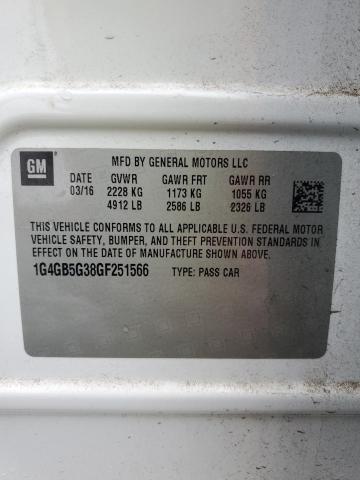 GM
MFD BY GENERAL MOTORS LLC
DATE GVWR GAWR FRT GAWR RR
03/16 2228 KG 1173 KG 1055 KG
4912 LB 2586 LB 2326 LB
THIS VEHICLE CONFORMS TO ALL APPLICABLE U.S. FEDERAL MOTOR
VEHICLE SAFETY, BUMPER, AND THEFT PREVENTION STANDARDS
IN EFFECT ON THE DATE OF MANUFACTURE SHOWN ABOVE.
1G4GB5G38GF251566 TYPE: PASS CAR